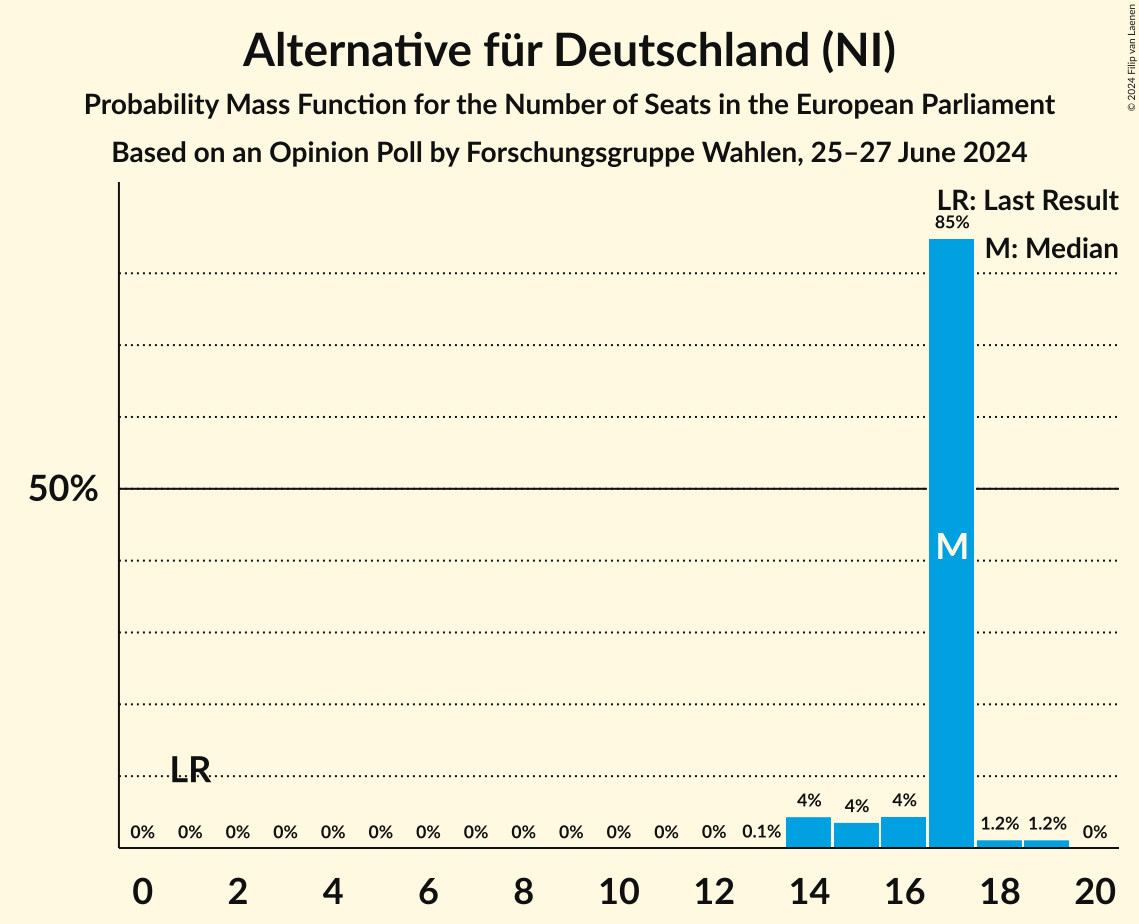 Alternative für Deutschland (NI)
Probability Mass Function for the Number of Seats in the European Parliament
Based on an Opinion Poll by Forschungsgruppe Wahlen, 25–27 June 2024
© 2024 Filip van Laenen
LR: Last Result
M: Median
85%
50%
M
LR
0% 0% 0% 0% 0% 0% 0% 0% 0% 0% 0% 0% 0% 0.1% 4% 4% 4% 1.2% 1.2% 0%
0 2 4 6 8 10 12 14 16 18 20